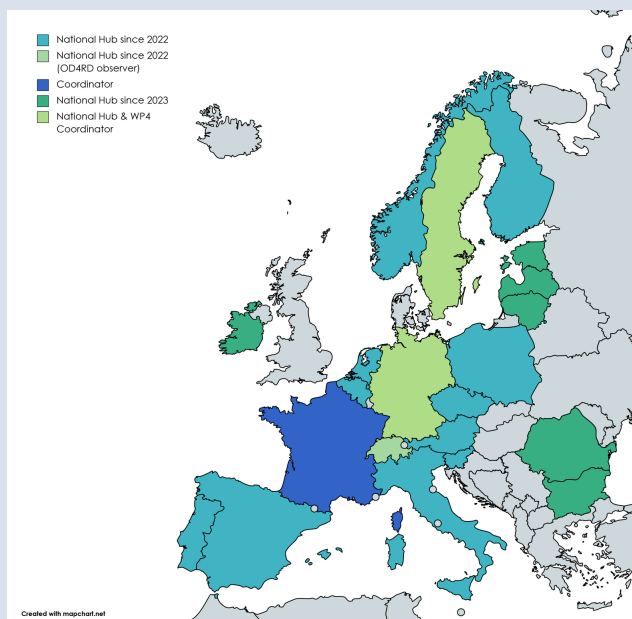 National Hub since 2022
National Hub since 2022
(OD4RD observer)
Coordinator
National Hub since 2023
National Hub & WP4
Coordinator
Created with mapchart.net